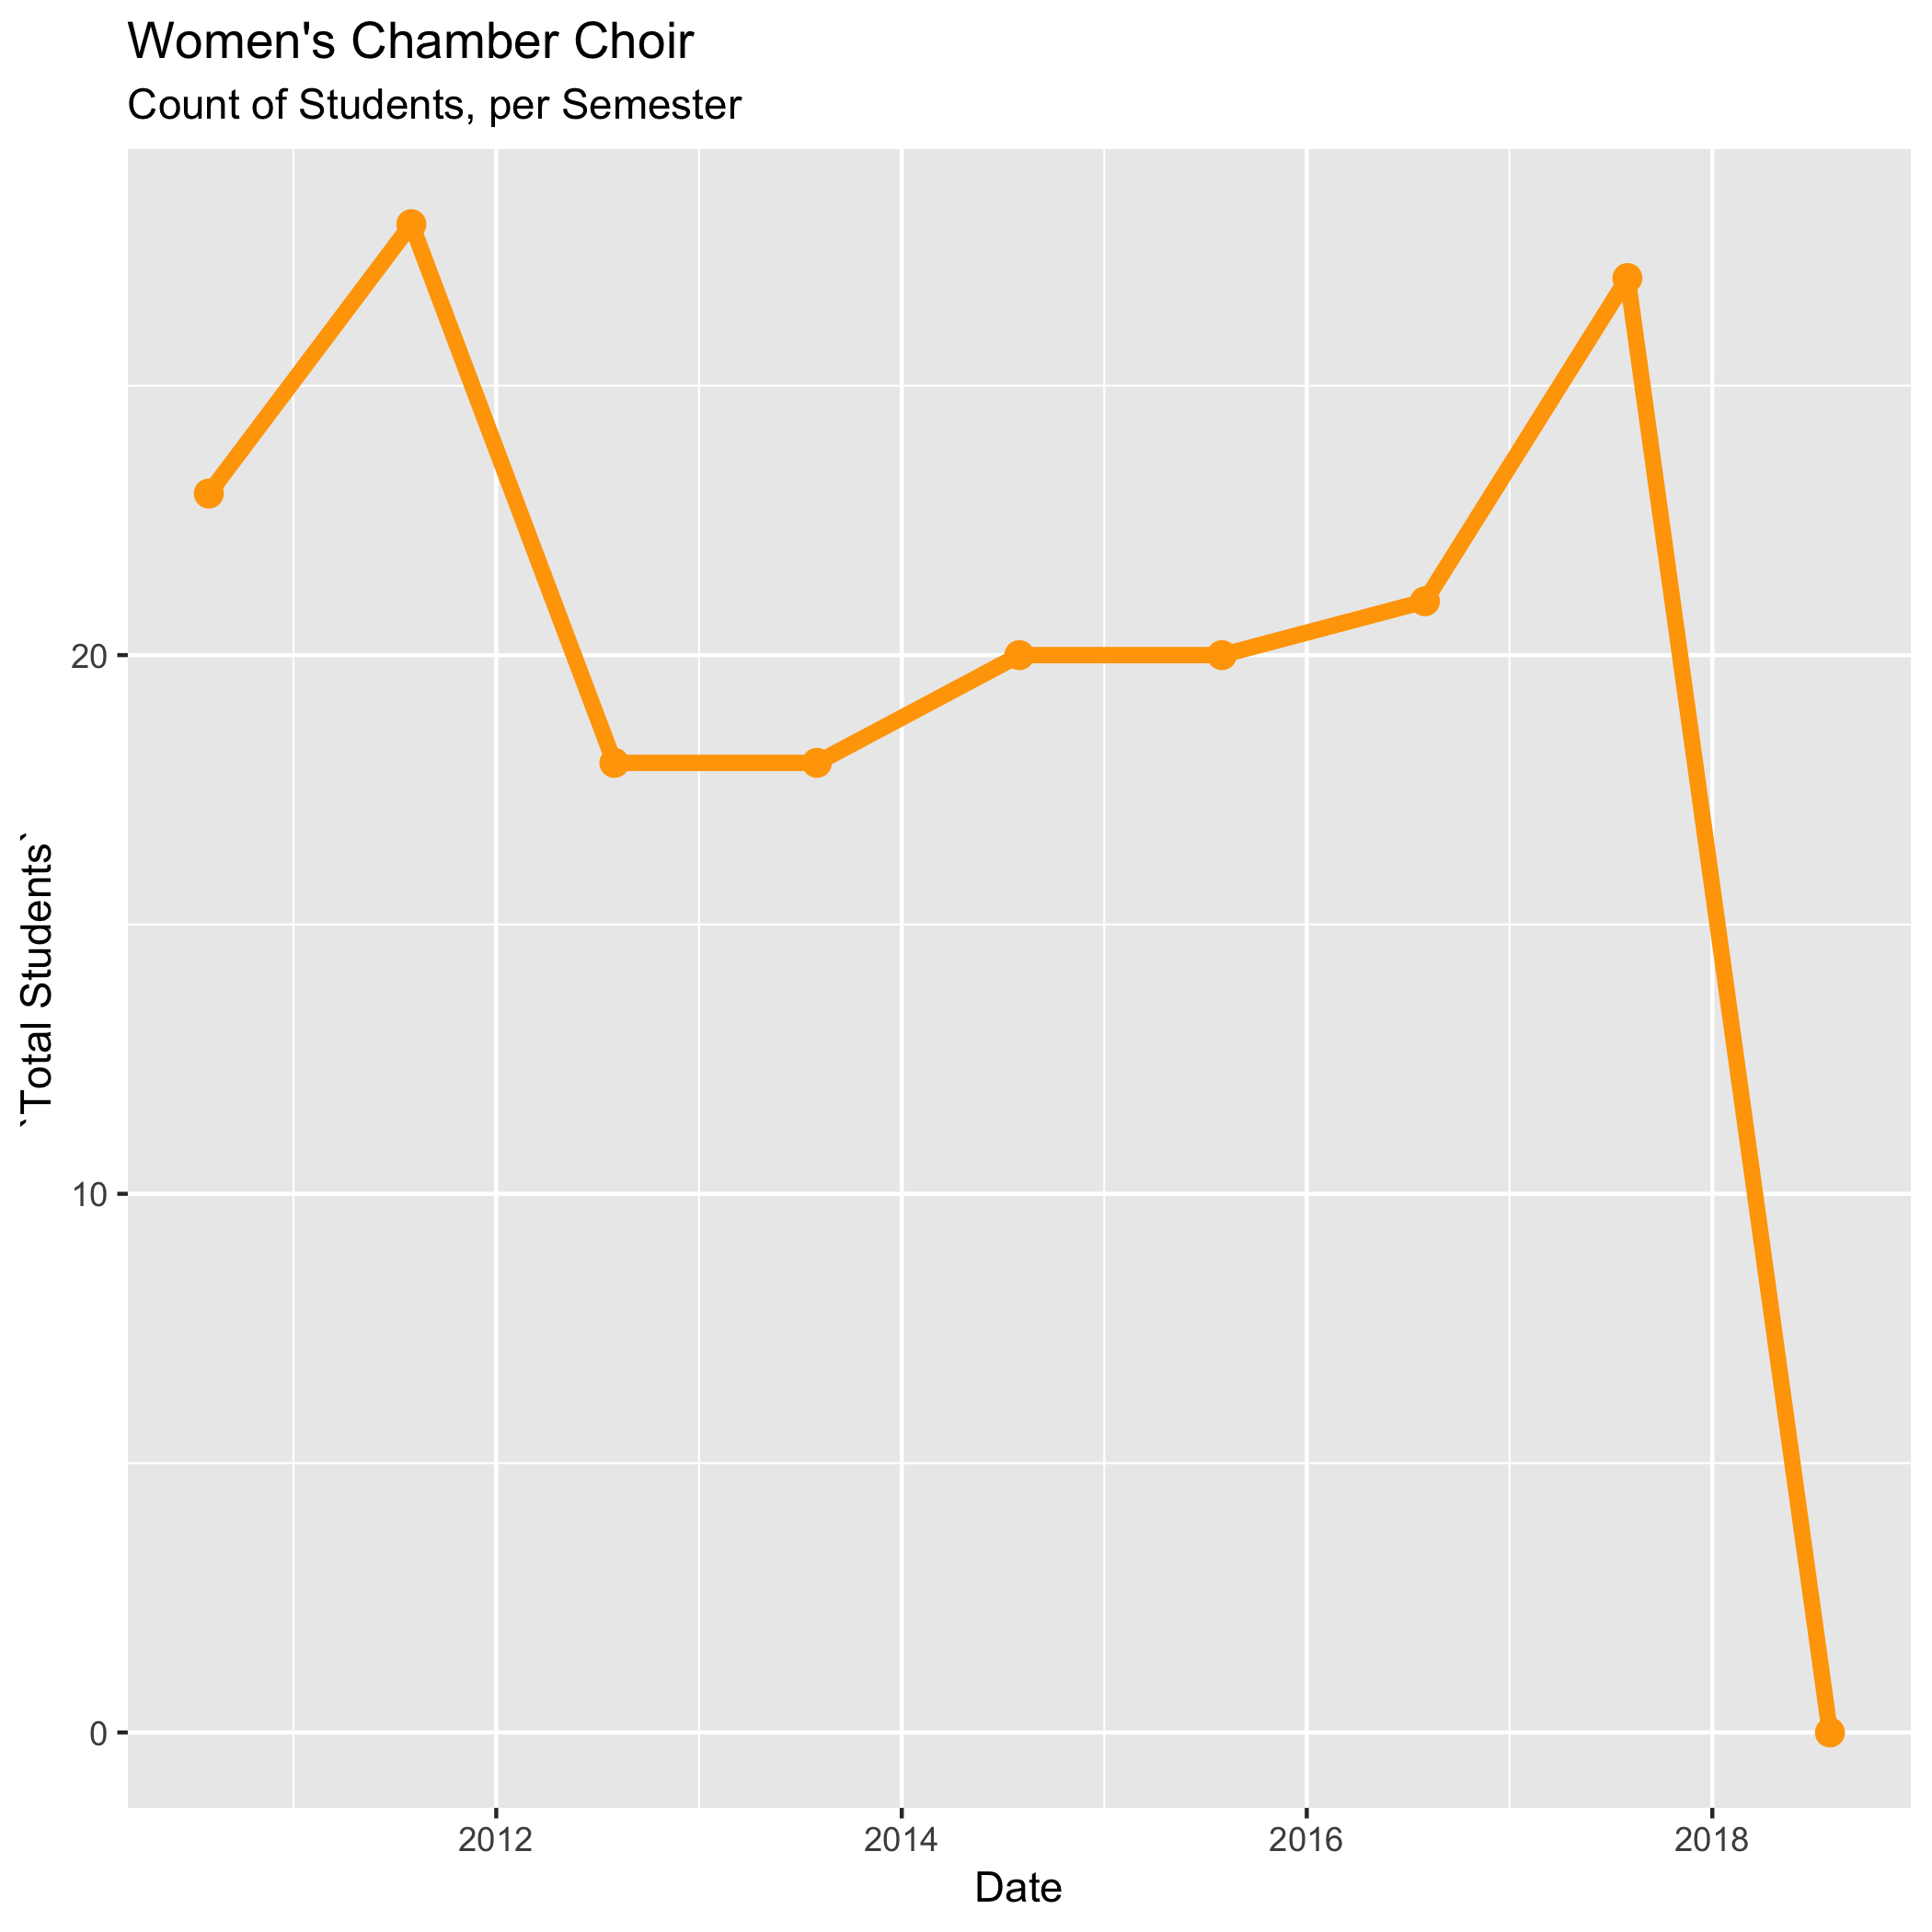 Women's Chamber Choir
Count of Students, per Semester
`Total Students`
20
10
0
2012 2014 2016 2018
Date